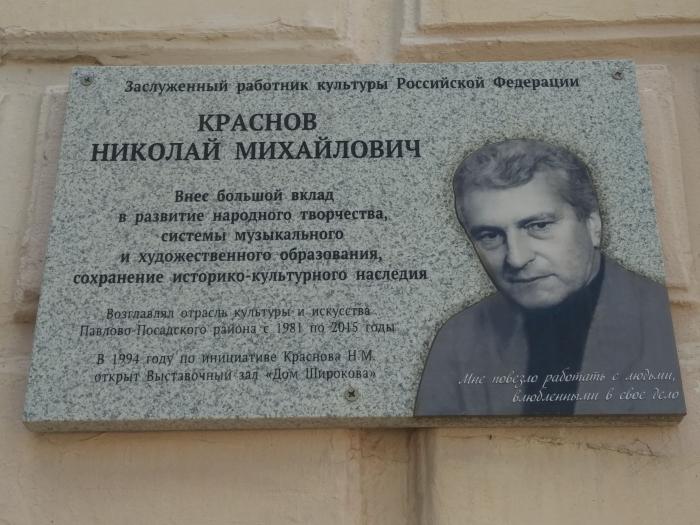 Заслуженный работник культуры Российской Федерации
КРАСНОВ
НИКОЛАЙ МИХАЙЛОВИЧ
Внес большой вклад
в развитие народного творчества,
системы музыкального
и художественного образования,
сохранение историко-культурного наследия
Возглавлял отрасль культуры и искусства
Павлово-Посадского района с 1981 по 2015 годы
В 1994 году по инициативе Краснова Н.М.
открыт Выставочный зал «Дом Широкова»
Мне повезло работать с людьми,
влюбленными в свое дело